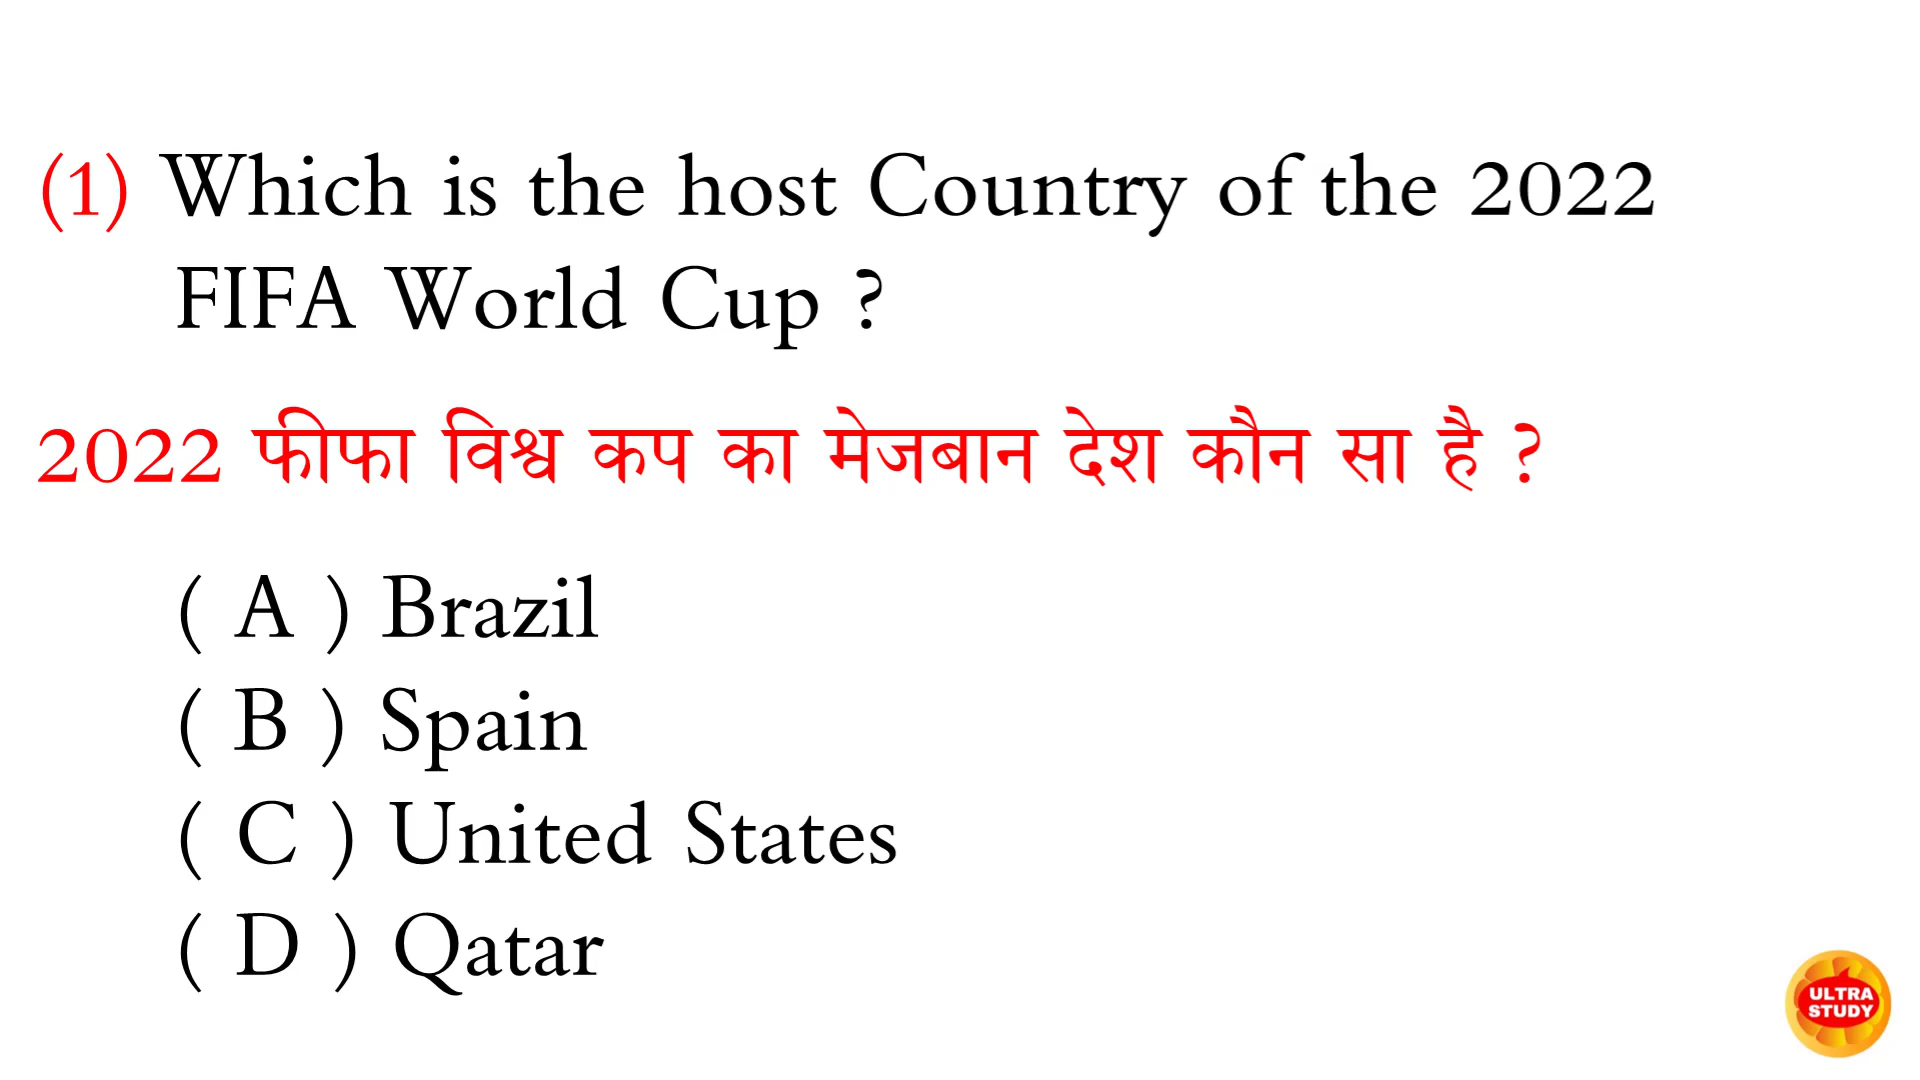 (1) Which is the host Country of the 2022
FIFA World Cup ?
2022 फीफा विश्व कप का मेजबान देश कौन सा है ?
( A ) Brazil
( B ) Spain
( C ) United States
( D ) Qatar
ULTRA
STUDY